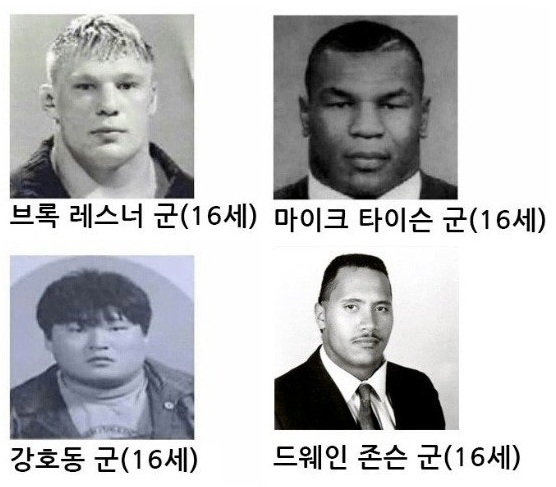 브록 레스너 군(16세)
마이크 타이슨 군(16세)
강호동 군(16세)
드웨인 존슨 군(16세)